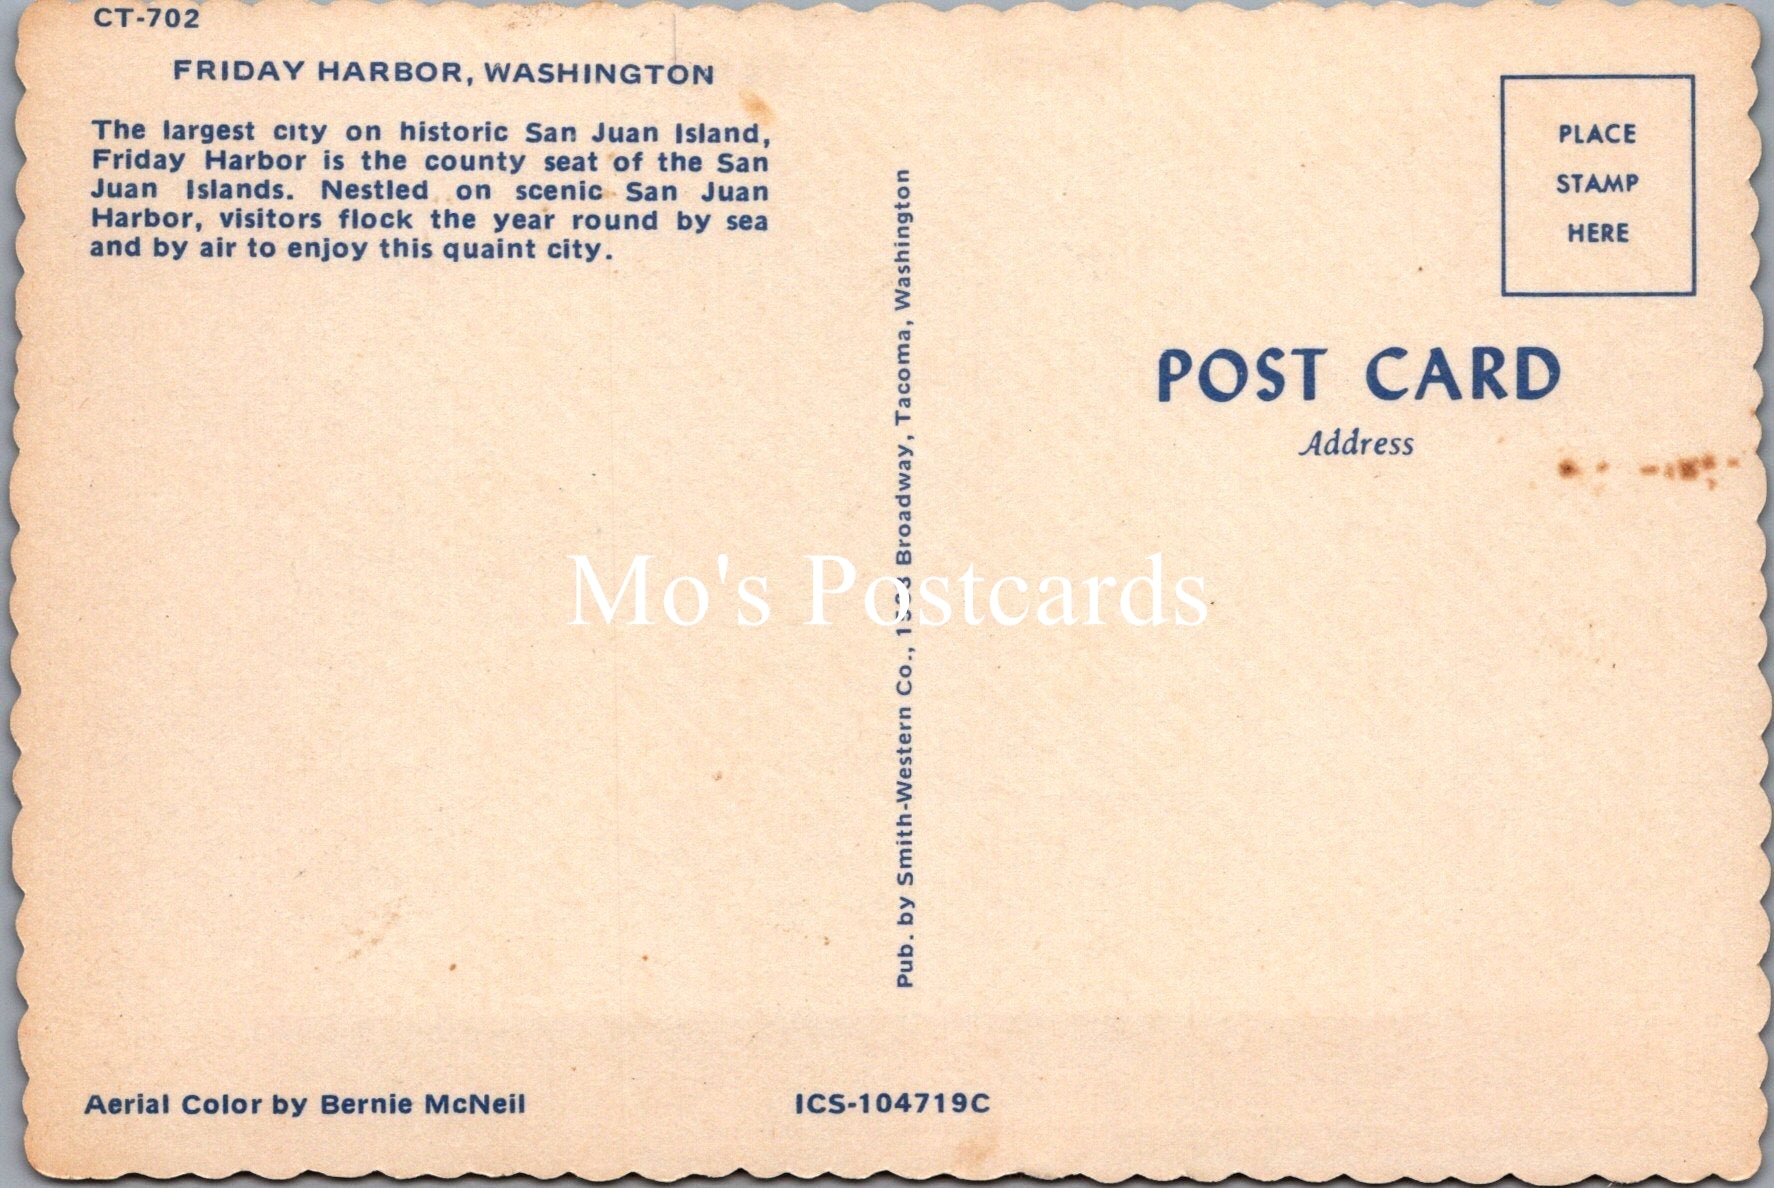 CT-702
FRIDAY HARBOR, WASHINGTON
The largest city on historic San Juan Island,
Friday Harbor is the county seat of the San
Juan Islands. Nestled on scenic San Juan
Harbor, visitors flock the year round by sea
and by air to enjoy this quaint city.
Aerial Color by Bernie McNeil
Pub. by Smith-Western Co., Broadway, Tacoma, Washington
ICS-104719C
PLACE
STAMP
HERE
POST CARD
Address
Mo's Postcards